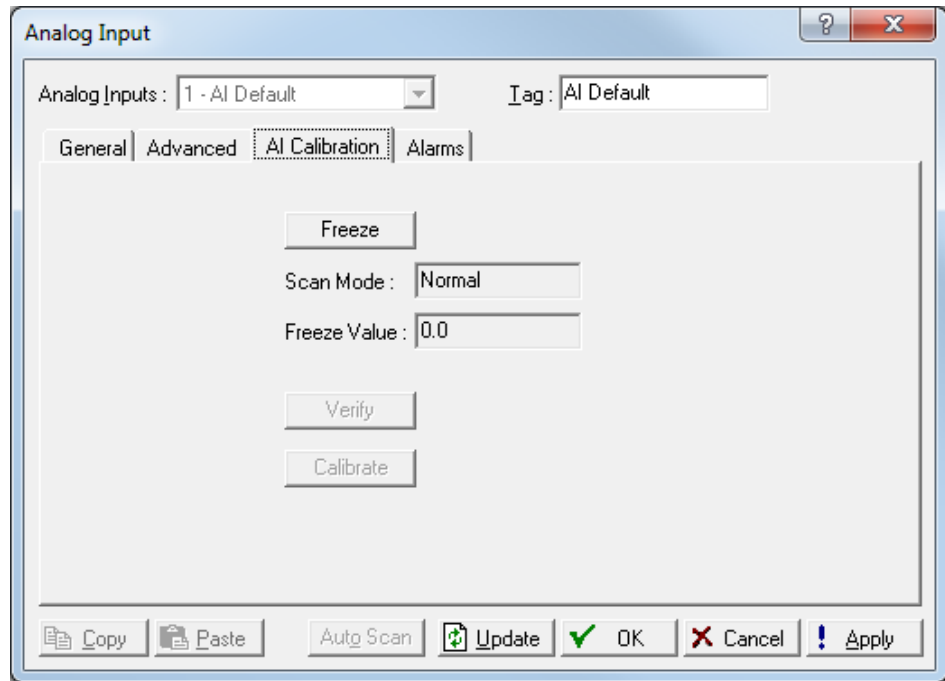 Analog Input
Analog Inputs : 1 - AI Default Tag : AI Default
General Advanced AI Calibration Alarms
Freeze
Scan Mode : Normal
Freeze Value : 0.0
Verify
Calibrate
Copy Paste Auto Scan Update OK Cancel Apply